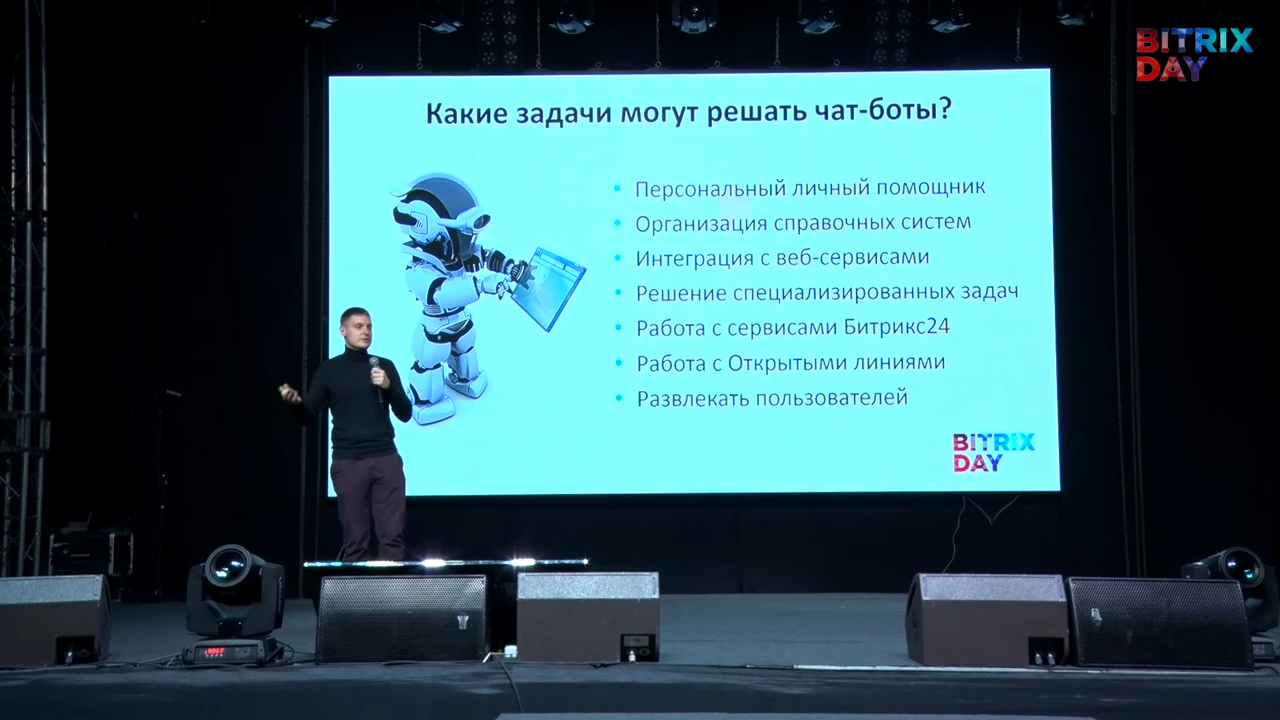 BITRIX
DAY
Какие задачи могут решать чат-боты?
Персональный личный помощник
Организация справочных систем
Интеграция с веб-сервисами
Решение специализированных задач
Работа с сервисами Битрикс24
Работа с Открытыми линиями
Развлекать пользователей
BITRIX
DAY